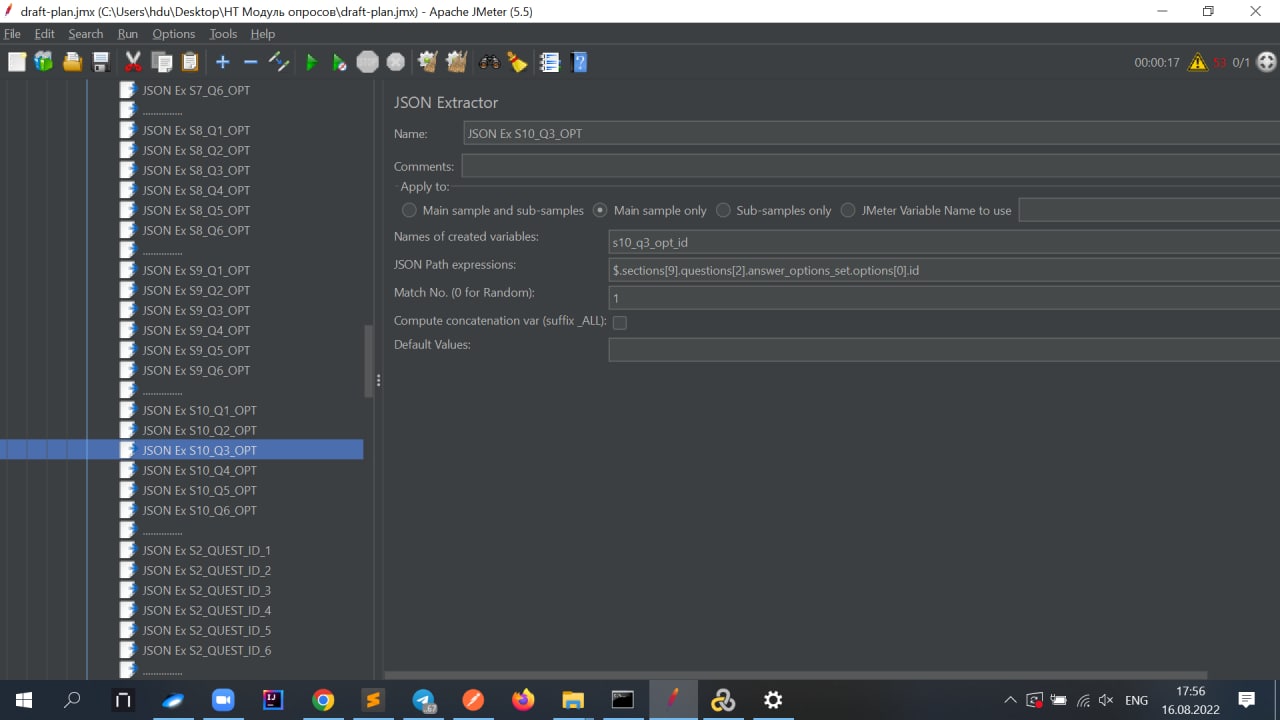 draft-plan.jmx (C:\Users\hdu\Desktop\НТ Модуль опросов\draft-plan.jmx) - Apache JMeter (5.5)
File Edit Search Run Options Tools Help
00:00:17 53 0/1
JSON Ex S7_Q6_OPT
...............
JSON Ex S8_Q1_OPT
JSON Ex S8_Q2_OPT
JSON Ex S8_Q3_OPT
JSON Ex S8_Q4_OPT
JSON Ex S8_Q5_OPT
JSON Ex S8_Q6_OPT
...............
JSON Ex S9_Q1_OPT
JSON Ex S9_Q2_OPT
JSON Ex S9_Q3_OPT
JSON Ex S9_Q4_OPT
JSON Ex S9_Q5_OPT
JSON Ex S9_Q6_OPT
...............
JSON Ex S10_Q1_OPT
JSON Ex S10_Q2_OPT
JSON Ex S10_Q3_OPT
JSON Ex S10_Q4_OPT
JSON Ex S10_Q5_OPT
JSON Ex S10_Q6_OPT
...............
JSON Ex S2_QUEST_ID_1
JSON Ex S2_QUEST_ID_2
JSON Ex S2_QUEST_ID_3
JSON Ex S2_QUEST_ID_4
JSON Ex S2_QUEST_ID_5
JSON Ex S2_QUEST_ID_6
...............
JSON Extractor
Name: JSON Ex S10_Q3_OPT
Comments:
Apply to:
Main sample and sub-samples Main sample only Sub-samples only JMeter Variable Name to use
Names of created variables: s10_q3_opt_id
JSON Path expressions: $.sections[9].questions[2].answer_options_set.options[0].id
Match No. (0 for Random): 1
Compute concatenation var (suffix _ALL):
Default Values:
ENG 17:56
16.08.2022